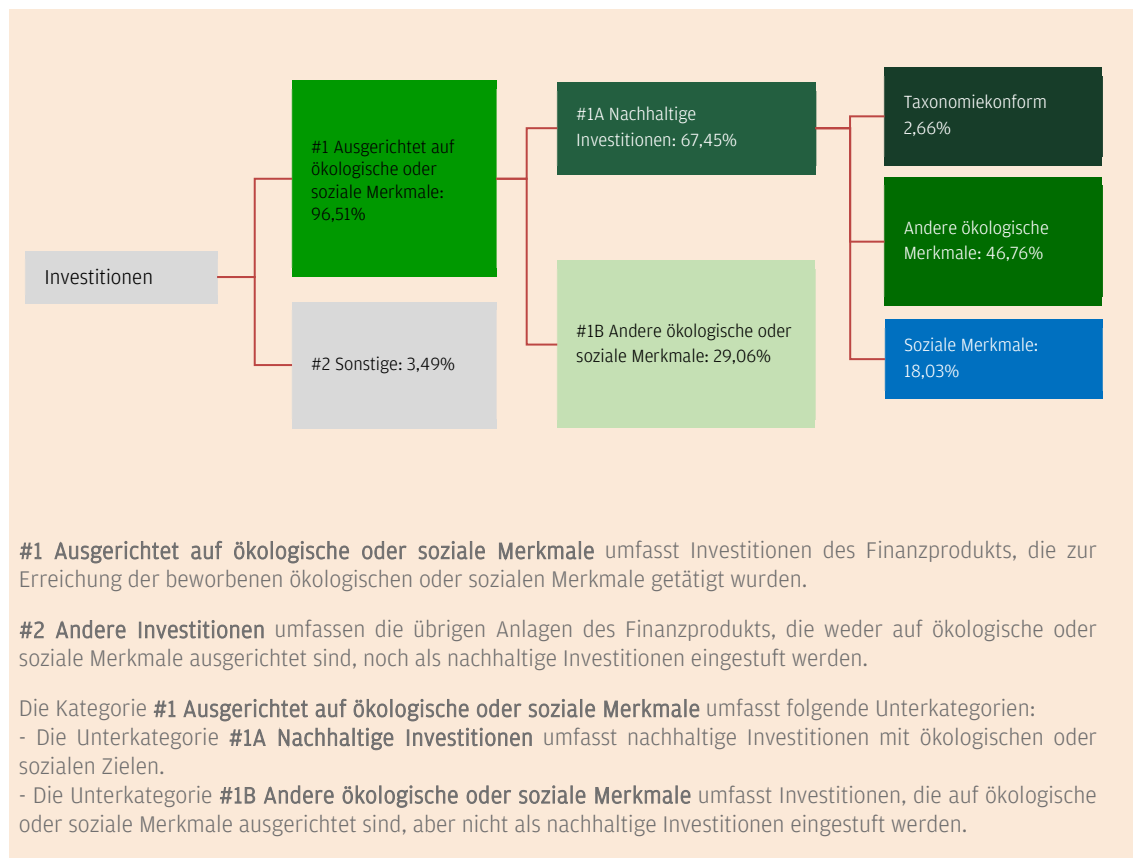 Investitionen
#1 Ausgerichtet auf
ökologische oder
soziale Merkmale:
96,51%
#2 Sonstige: 3,49%
#1A Nachhaltige
Investitionen: 67,45%
#1B Andere ökologische oder
soziale Merkmale: 29,06%
Taxonomiekonform
2,66%
Andere ökologische
Merkmale: 46,76%
Soziale Merkmale:
18,03%
#1 Ausgerichtet auf ökologische oder soziale Merkmale umfasst Investitionen des Finanzprodukts, die zur
Erreichung der beworbenen ökologischen oder sozialen Merkmale getätigt wurden.
#2 Andere Investitionen umfassen die übrigen Anlagen des Finanzprodukts, die weder auf ökologische oder
soziale Merkmale ausgerichtet sind, noch als nachhaltige Investitionen eingestuft werden.
Die Kategorie #1 Ausgerichtet auf ökologische oder soziale Merkmale umfasst folgende Unterkategorien:
- Die Unterkategorie #1A Nachhaltige Investitionen umfasst nachhaltige Investitionen mit ökologischen oder
sozialen Zielen.
- Die Unterkategorie #1B Andere ökologische oder soziale Merkmale umfasst Investitionen, die auf ökologische
oder soziale Merkmale ausgerichtet sind, aber nicht als nachhaltige Investitionen eingestuft werden.